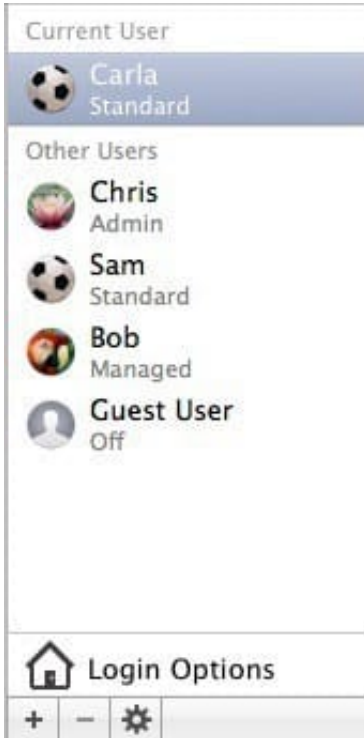 Current User
Carla
Standard
Other Users
Chris
Admin
Sam
Standard
Bob
Managed
Guest User
Off
Login Options
+ −